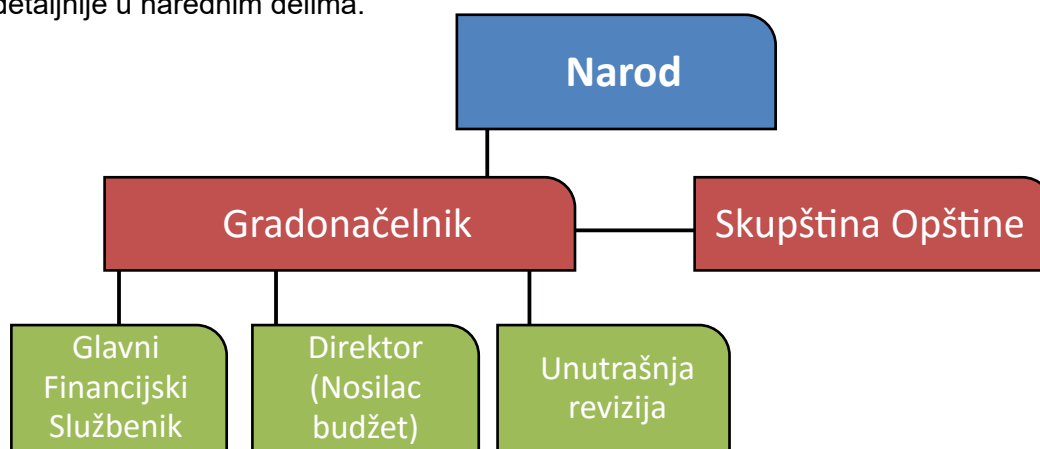 detaljnije u narednim delima.
Narod
Gradonačelnik
Skupština Opštine
Glavni
Financijski
Službenik
Direktor
(Nosilac
budžet)
Unutrašnja
revizija